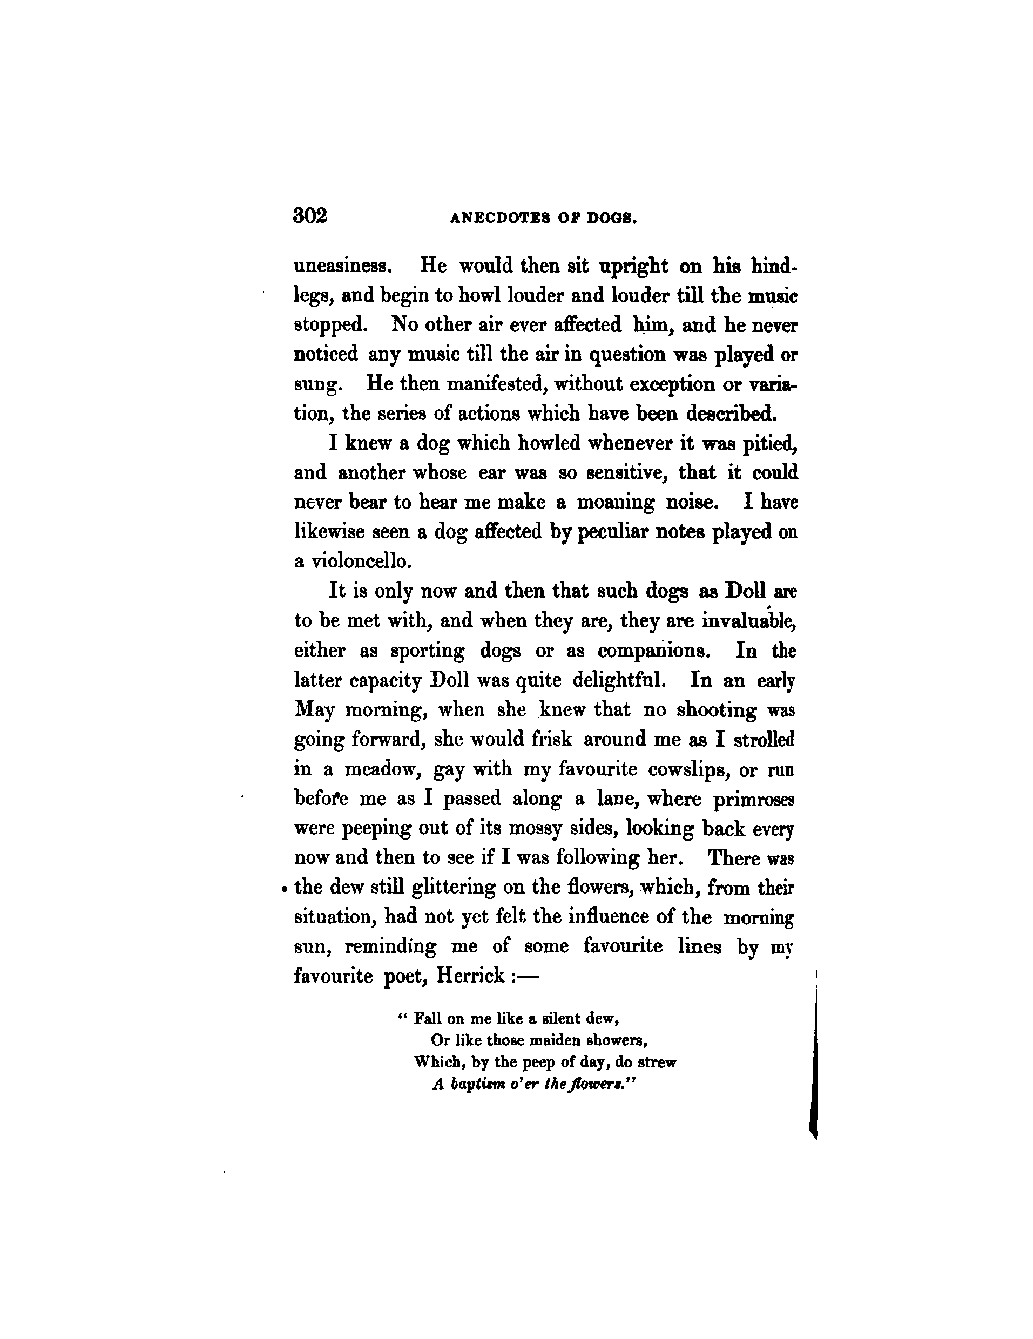 302 ANECDOTES OF DOGS.
uneasiness. He would then sit upright on his hind-
legs, and begin to howl louder and louder till the music
stopped. No other air ever affected him, and he never
noticed any music till the air in question was played or
sung. He then manifested, without exception or varia-
tion, the series of actions which have been described.
I knew a dog which howled whenever it was pitied,
and another whose ear was so sensitive, that it could
never bear to hear me make a moaning noise. I have
likewise seen a dog affected by peculiar notes played on
a violoncello.
It is only now and then that such dogs as Doll are
to be met with, and when they are, they are invaluable,
either as sporting dogs or as companions. In the
latter capacity Doll was quite delightful. In an early
May morning, when she knew that no shooting was
going forward, she would frisk around me as I strolled
in a meadow, gay with my favourite cowslips, or run
before me as I passed along a lane, where primroses
were peeping out of its mossy sides, looking back every
now and then to see if I was following her. There was
the dew still glittering on the flowers, which, from their
situation, had not yet felt the influence of the morning
sun, reminding me of some favourite lines by my
favourite poet, Herrick :—
“ Fall on me like a silent dew,
Or like those maiden showers,
Which, by the peep of day, do strew
A baptism o'er the flowers.”